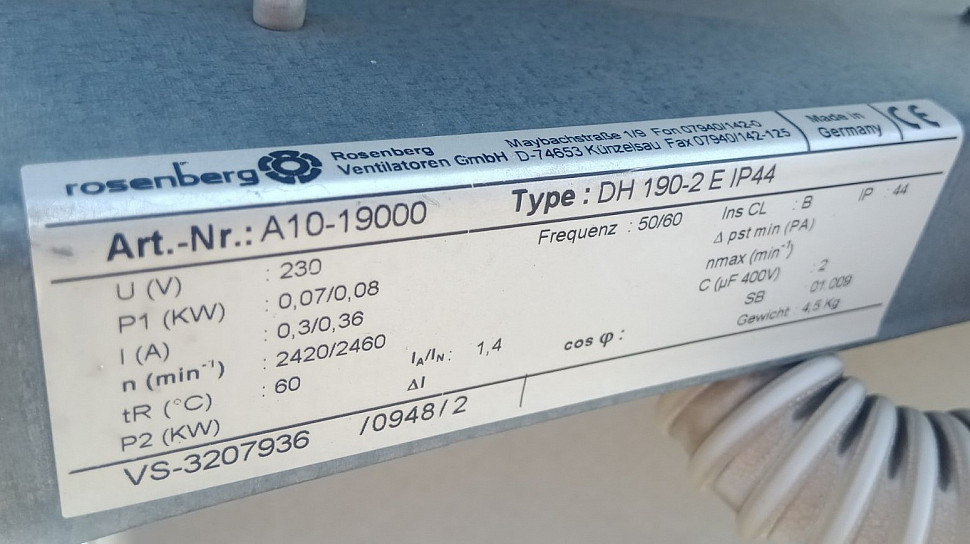 rosenberg Rosenberg Ventilatoren GmbH Maybachstraße 1/9 Fon.07940/142-0 D-74653 Künzelsau Fax.07940/142-125 Made in Germany CE
Art.-Nr.: A10-19000 Type : DH 190-2 E IP44
U (V) : 230 Frequenz : 50/60 Ins CL : B IP : 44
P1 (KW) : 0,07/0,08 Δ pst min (PA)
I (A) : 0,3/0,36 nmax (min⁻¹)
n (min⁻¹) : 2420/2460 IA/IN: 1,4 cos φ : C (µF 400V) : 2
tR (°C) : 60 ΔI SB 01.009
P2 (KW) Gewicht : 4,5 Kg
VS-3207936 /0948/2